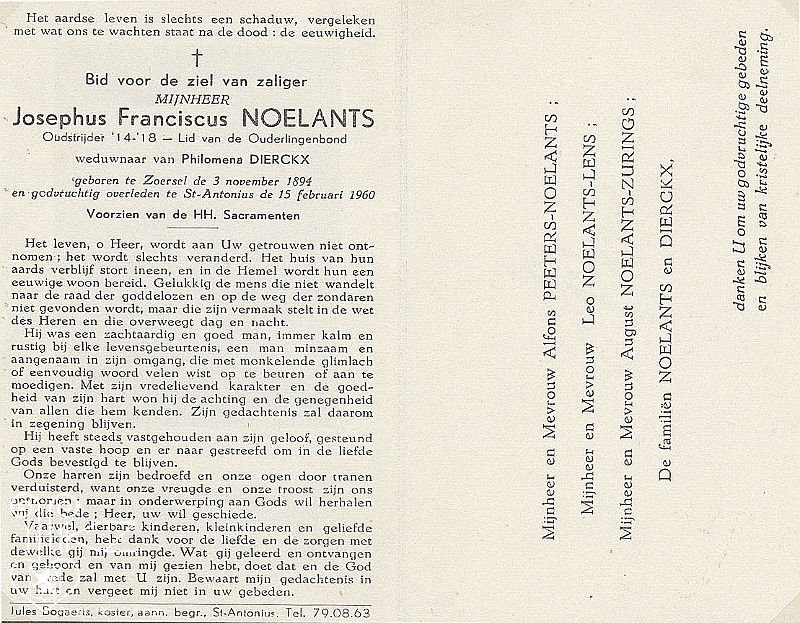 Het aardse leven is slechts een schaduw, vergeleken
met wat ons te wachten staat na de dood : de eeuwigheid.
Bid voor de ziel van zaliger
MIJNHEER
Josephus Franciscus NOELANTS
Oudstrijder '14-'18 — Lid van de Ouderlingenbond
weduwnaar van Philomena DIERCKX
geboren te Zoersel de 3 november 1894
en godvruchtig overleden te St-Antonius de 15 februari 1960
Voorzien van de HH. Sacramenten
Het leven, o Heer, wordt aan Uw getrouwen niet ont-
nomen ; het wordt slechts veranderd. Het huis van hun
aards verblijf stort ineen, en in de Hemel wordt hun een
eeuwige woon bereid. Gelukkig de mens die niet wandelt
naar de raad der goddelozen en op de weg der zondaren
niet gevonden wordt, maar die zijn vermaak stelt in de wet
des Heren en die overweegt dag en nacht.
Hij was een zachtaardig en goed man, immer kalm en
rustig bij elke levensgebeurtenis, een man minzaam en
aangenaam in zijn omgang, die met monkelende glimlach
of eenvoudig woord velen wist op te beuren of aan te
moedigen. Met zijn vredelievend karakter en de goed-
heid van zijn hart won hij de achting en de genegenheid
van allen die hem kenden. Zijn gedachtenis zal daarom
in zegening blijven.
Hij heeft steeds vastgehouden aan zijn geloof, gesteund
op een vaste hoop en er naar gestreefd om in de liefde
Gods bevestigd te blijven.
Onze harten zijn bedroefd en onze ogen door tranen
verduisterd, want onze vreugde en onze troost zijn ons
ontnomen ; maar in onderwerping aan Gods wil herhalen
wij die bede ; Heer, uw wil geschiede.
Vaarwel, dierbare kinderen, kleinkinderen en geliefde
familieleden, hebt dank voor de liefde en de zorgen met
dewelke gij mij omringde. Wat gij geleerd en ontvangen
en gehoord en van mij gezien hebt, doet dat en de God
van vrede zal met U zijn. Bewaart mijn gedachtenis in
uw hart en vergeet mij niet in uw gebeden.
Jules Bogaerts, koster, aann. begr., St-Antonius. Tel. 79.08.63
Mijnheer en Mevrouw Alfons PEETERS-NOELANTS ;
Mijnheer en Mevrouw Leo NOELANTS-LENS ;
Mijnheer en Mevrouw August NOELANTS-ZURINGS ;
De familiën NOELANTS en DIERCKX,
danken U om uw godvruchtige gebeden
en blijken van kristelijke deelneming.